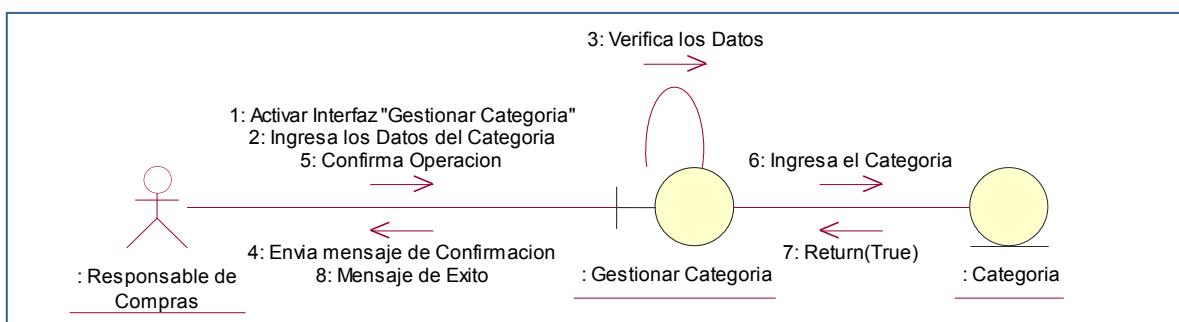 3: Verifica los Datos
1: Activar Interfaz "Gestionar Categoria"
2: Ingresa los Datos del Categoria
5: Confirma Operacion
6: Ingresa el Categoria
4: Envia mensaje de Confirmacion
8: Mensaje de Exito
7: Return(True)
: Responsable de
Compras
: Gestionar Categoria
: Categoria